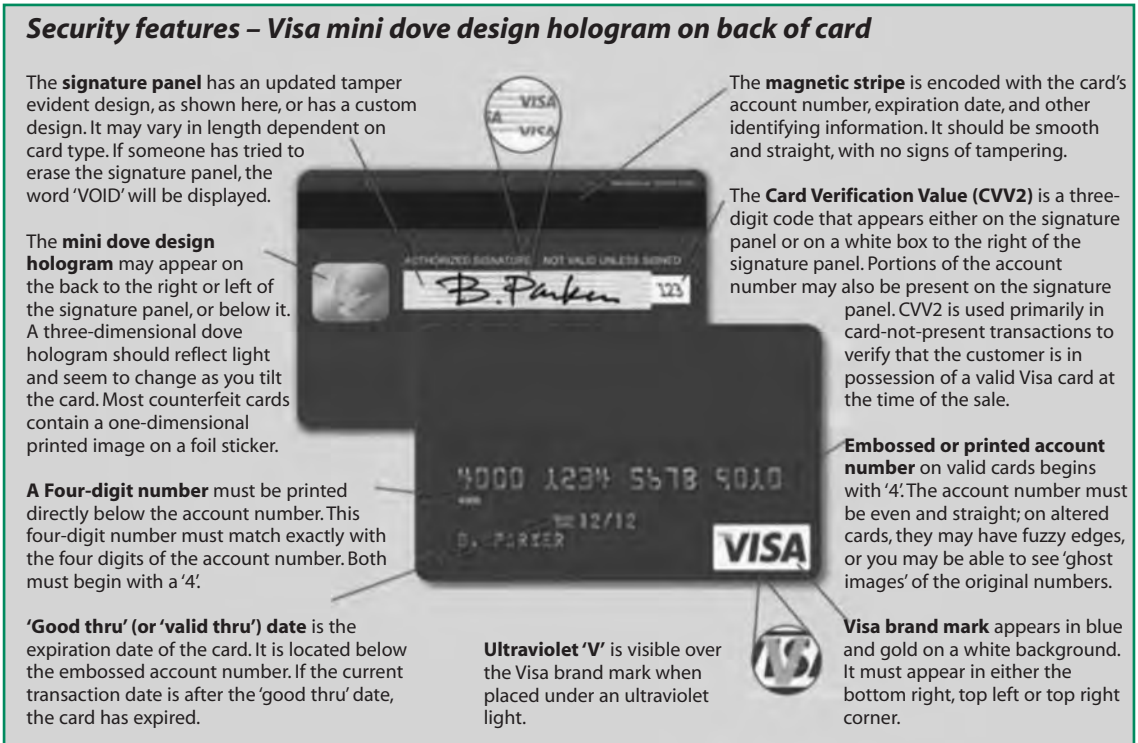 Security features – Visa mini dove design hologram on back of card
The signature panel has an updated tamper
evident design, as shown here, or has a custom
design. It may vary in length dependent on
card type. If someone has tried to
erase the signature panel, the
word ‘VOID’ will be displayed.
The mini dove design
hologram may appear on
the back to the right or left of
the signature panel, or below it.
A three-dimensional dove
hologram should reflect light
and seem to change as you tilt
the card. Most counterfeit cards
contain a one-dimensional
printed image on a foil sticker.
A Four-digit number must be printed
directly below the account number. This
four-digit number must match exactly with
the four digits of the account number. Both
must begin with a ‘4’.
‘Good thru’ (or ‘valid thru’) date is the
expiration date of the card. It is located below
the embossed account number. If the current
transaction date is after the ‘good thru’ date,
the card has expired.
VISA
VISA
AUTHORIZED SIGNATURE NOT VALID UNLESS SIGNED
B. Parker 123
4000 1234 5678 9010
12/12
B. PARKER
VISA
Ultraviolet ‘V’ is visible over
the Visa brand mark when
placed under an ultraviolet
light.
The magnetic stripe is encoded with the card’s
account number, expiration date, and other
identifying information. It should be smooth
and straight, with no signs of tampering.
The Card Verification Value (CVV2) is a three-
digit code that appears either on the signature
panel or on a white box to the right of the
signature panel. Portions of the account
number may also be present on the signature
panel. CVV2 is used primarily in
card-not-present transactions to
verify that the customer is in
possession of a valid Visa card at
the time of the sale.
Embossed or printed account
number on valid cards begins
with ‘4’. The account number must
be even and straight; on altered
cards, they may have fuzzy edges,
or you may be able to see ‘ghost
images’ of the original numbers.
Visa brand mark appears in blue
and gold on a white background.
It must appear in either the
bottom right, top left or top right
corner.